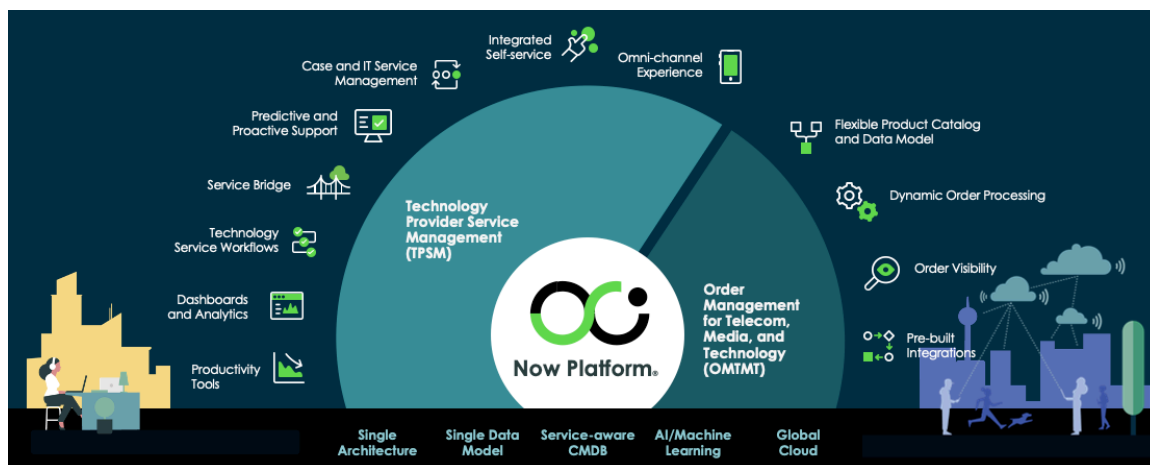 Integrated
Self-service
Omni-channel
Experience
Case and IT Service
Management
Predictive and
Proactive Support
Flexible Product Catalog
and Data Model
Service Bridge
Dynamic Order Processing
Technology
Provider Service
Management
(TPSM)
Technology
Service Workflows
Order Visibility
Dashboards
and Analytics
Order
Management
for Telecom,
Media, and
Technology
(OMTMT)
Pre-built
Integrations
Productivity
Tools
Now Platform®
Single
Architecture
Single Data
Model
Service-aware
CMDB
AI/Machine
Learning
Global
Cloud